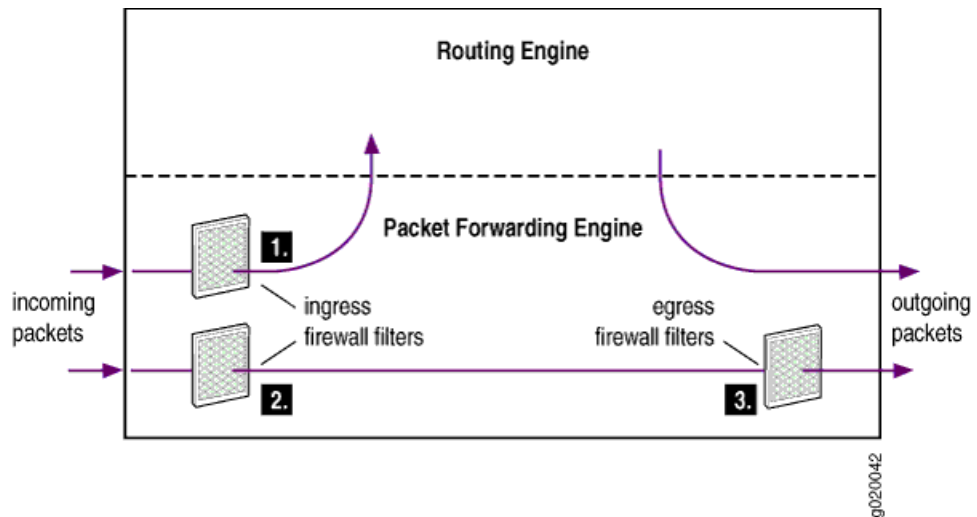 Routing Engine
Packet Forwarding Engine
1.
incoming
packets
ingress
firewall filters
egress
firewall filters
outgoing
packets
2.
3.
g020042